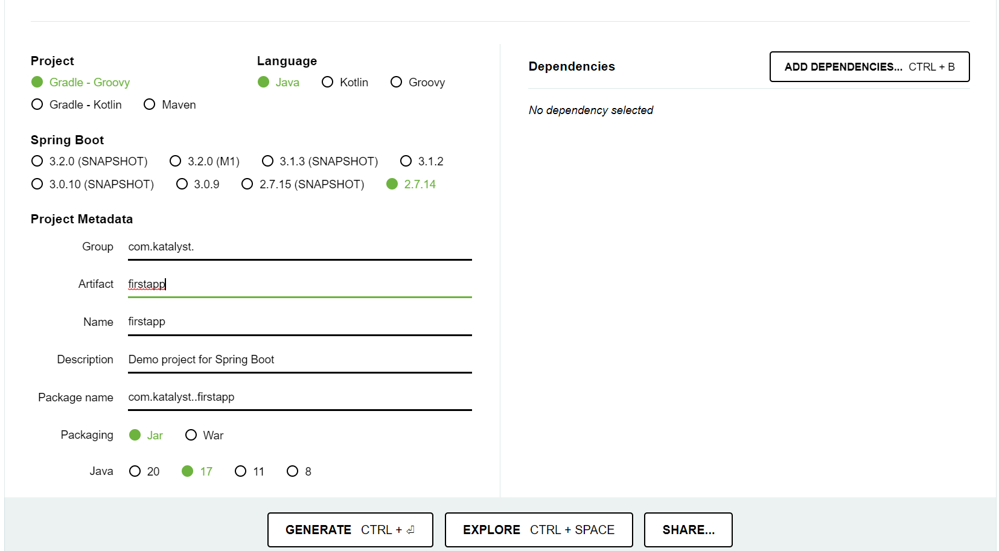 Project
Gradle - Groovy
Gradle - Kotlin Maven
Language
Java Kotlin Groovy
Spring Boot
3.2.0 (SNAPSHOT) 3.2.0 (M1) 3.1.3 (SNAPSHOT) 3.1.2
3.0.10 (SNAPSHOT) 3.0.9 2.7.15 (SNAPSHOT) 2.7.14
Project Metadata
Group com.katalyst.
Artifact firstapp
Name firstapp
Description Demo project for Spring Boot
Package name com.katalyst..firstapp
Packaging Jar War
Java 20 17 11 8
Dependencies
ADD DEPENDENCIES... CTRL + B
No dependency selected
GENERATE CTRL + ⏎
EXPLORE CTRL + SPACE
SHARE...